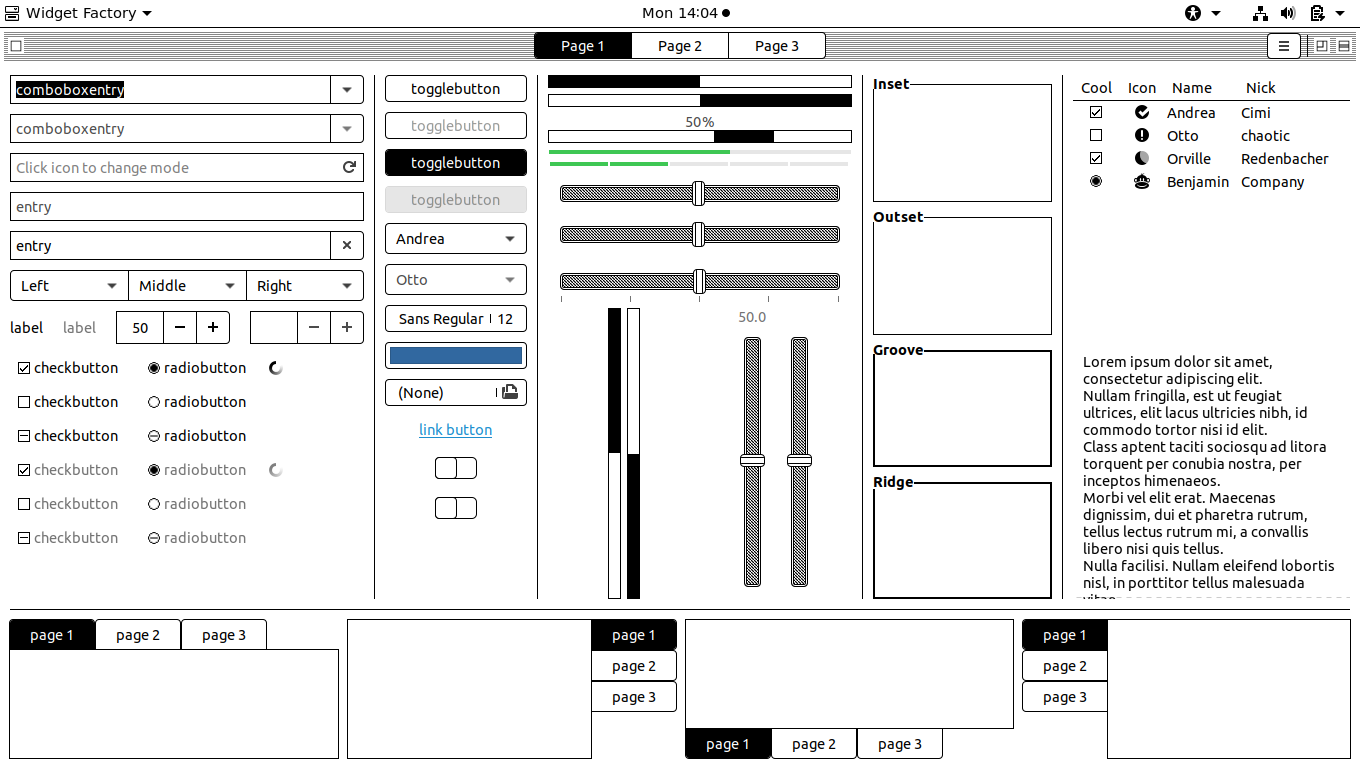 Widget Factory
Mon 14:04
Page 1 Page 2 Page 3
comboboxentry
comboboxentry
Click icon to change mode
entry
entry
Left Middle Right
label label 50
checkbutton radiobutton
checkbutton radiobutton
checkbutton radiobutton
checkbutton radiobutton
checkbutton radiobutton
checkbutton radiobutton
togglebutton
togglebutton
togglebutton
togglebutton
Andrea
Otto
Sans Regular 12
(None)
link button
50%
50.0
Inset
Outset
Groove
Ridge
Cool Icon Name Nick
Andrea Cimi
Otto chaotic
Orville Redenbacher
Benjamin Company
Lorem ipsum dolor sit amet,
consectetur adipiscing elit.
Nullam fringilla, est ut feugiat
ultrices, elit lacus ultricies nibh, id
commodo tortor nisi id elit.
Class aptent taciti sociosqu ad litora
torquent per conubia nostra, per
inceptos himenaeos.
Morbi vel elit erat. Maecenas
dignissim, dui et pharetra rutrum,
tellus lectus rutrum mi, a convallis
libero nisi quis tellus.
Nulla facilisi. Nullam eleifend lobortis
nisl, in porttitor tellus malesuada
page 1 page 2 page 3
page 1
page 2
page 3
page 1 page 2 page 3
page 1
page 2
page 3